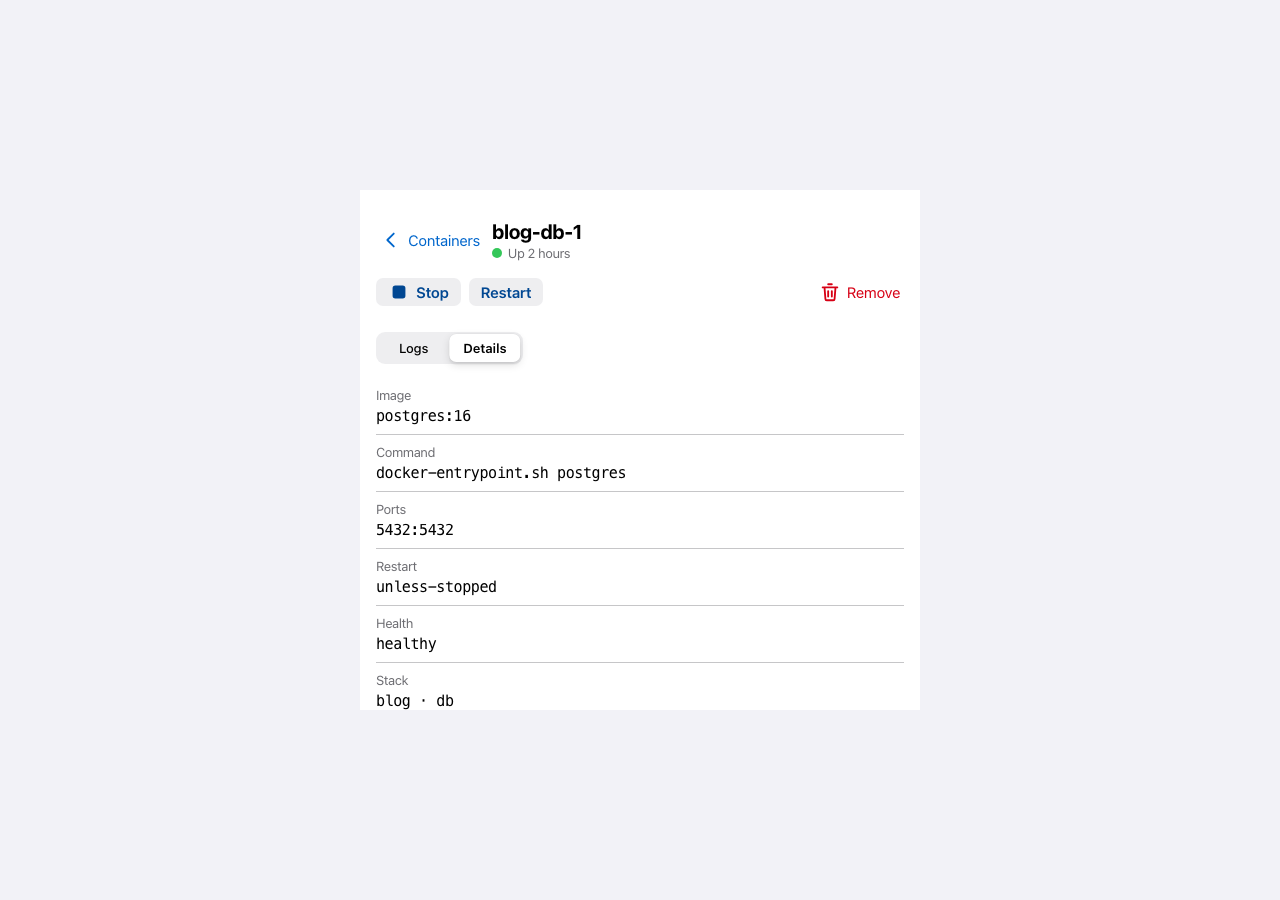 Containers
blog-db-1
Up 2 hours
Stop
Restart
Remove
Logs
Details
Image
postgres:16
Command
docker-entrypoint.sh postgres
Ports
5432:5432
Restart
unless-stopped
Health
healthy
Stack
blog · db